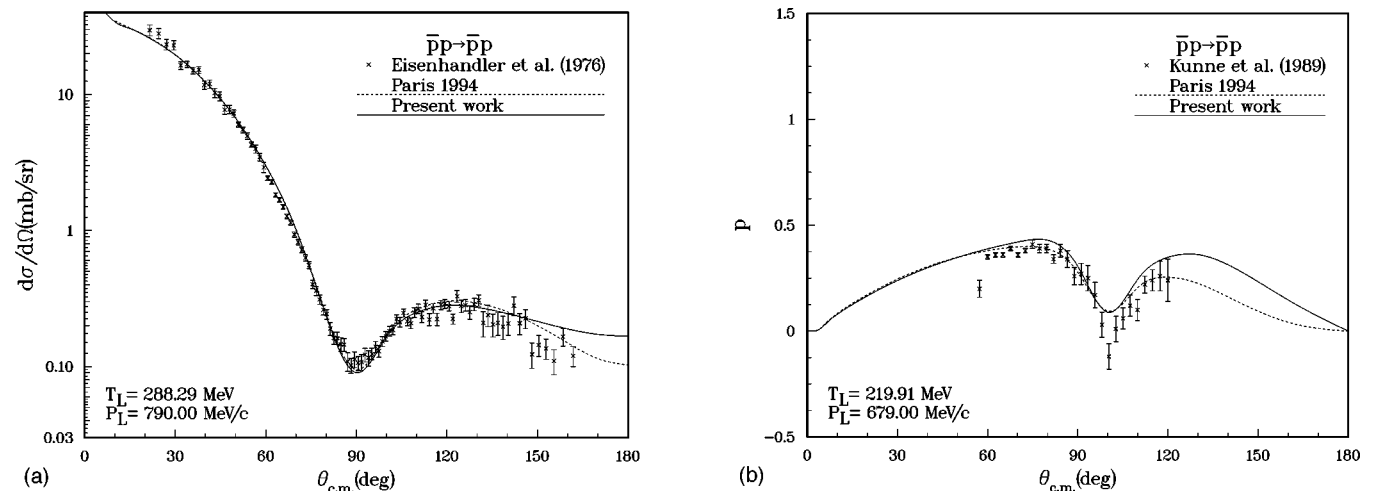 p̅p→p̅p
× Eisenhandler et al. (1976)
Paris 1994
Present work
10
1
0.10
0.03
dσ/dΩ(mb/sr)
T_L= 288.29 MeV
P_L= 790.00 MeV/c
0 30 60 90 120 150 180
θ_c.m.(deg)
(a)
p̅p→p̅p
× Kunne et al. (1989)
Paris 1994
Present work
1.5
1
0.5
0
−0.5
p
T_L= 219.91 MeV
P_L= 679.00 MeV/c
0 30 60 90 120 150 180
θ_c.m.(deg)
(b)